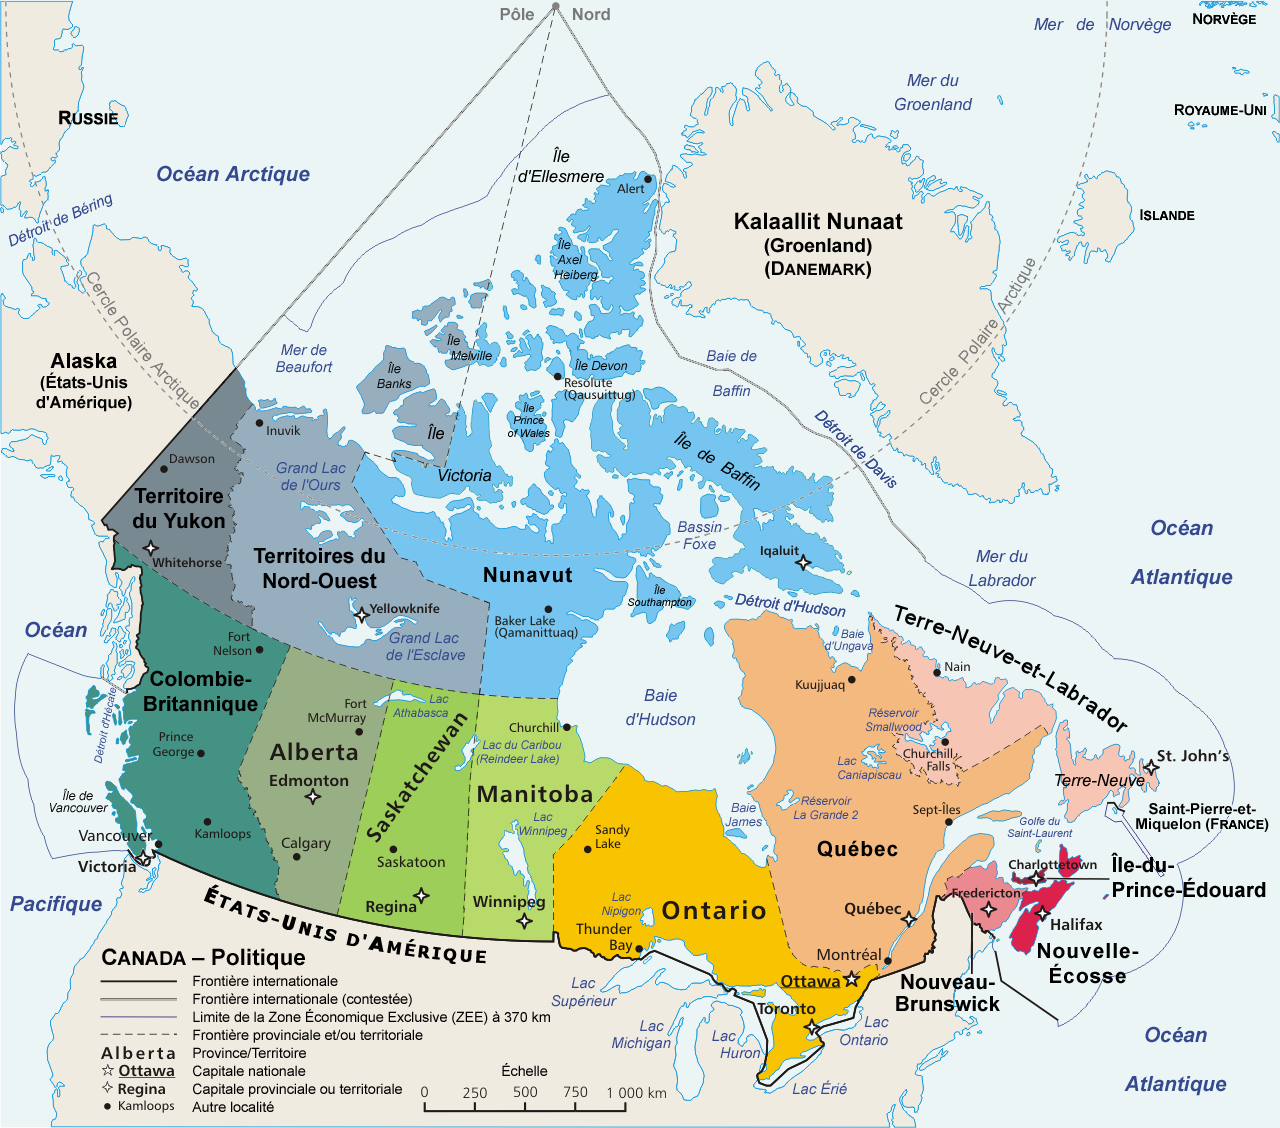 Pôle Nord
Mer de Norvège
NORVÈGE
Mer du
Groenland
RUSSIE
ROYAUME-UNI
Océan Arctique
Île
d'Ellesmere
Alert
Détroit de Béring
ISLANDE
Kalaallit Nunaat
(Groenland)
(DANEMARK)
Île
Axel
Heiberg
Cercle Polaire Arctique
Cercle Polaire Arctique
Alaska
(États-Unis
d'Amérique)
Mer de
Beaufort
Île
Melville
Île
Banks
Île Devon
Resolute
(Qausuittuq)
Baie de
Baffin
Île
Prince
of Wales
Détroit de Davis
Inuvik
Île
Victoria
Île de Baffin
Dawson
Grand Lac
de l'Ours
Territoire
du Yukon
Whitehorse
Territoires du
Nord-Ouest
Nunavut
Bassin
Foxe
Iqaluit
Océan
Atlantique
Mer du
Labrador
Yellowknife
Grand Lac
de l'Esclave
Baker Lake
(Qamanittuaq)
Île
Southampton
Détroit d'Hudson
Terre-Neuve-et-Labrador
Océan
Fort
Nelson
Baie
d'Ungava
Nain
Kuujjuaq
Colombie-
Britannique
Détroit d'Hécate
Fort
McMurray
Lac
Athabasca
Baie
d'Hudson
Réservoir
Smallwood
Churchill
Falls
Prince
George
Alberta
Edmonton
Saskatchewan
Churchill
Lac du Caribou
(Reindeer Lake)
Lac
Caniapiscau
St. John's
Terre-Neuve
Île de
Vancouver
Manitoba
Lac
Winnipeg
Baie
James
Réservoir
La Grande 2
Sept-Îles
Saint-Pierre-et-
Miquelon (FRANCE)
Golfe du
Saint-Laurent
Vancouver
Kamloops
Victoria
Calgary
Saskatoon
Sandy
Lake
Québec
Charlottetown
Île-du-
Prince-Édouard
Pacifique
Regina
Winnipeg
Lac
Nipigon
Ontario
Québec
Fredericton
Halifax
ÉTATS-UNIS D'AMÉRIQUE
Thunder
Bay
Montréal
Nouvelle-
Écosse
Ottawa
Nouveau-
Brunswick
Lac
Supérieur
Toronto
Lac
Michigan
Lac
Huron
Lac
Ontario
Lac Érié
Océan
Atlantique
CANADA – Politique
Frontière internationale
Frontière internationale (contestée)
Limite de la Zone Économique Exclusive (ZEE) à 370 km
Frontière provinciale et/ou territoriale
Alberta Province/Territoire
Ottawa Capitale nationale
Regina Capitale provinciale ou territoriale
Kamloops Autre localité
Échelle
0 250 500 750 1 000 km